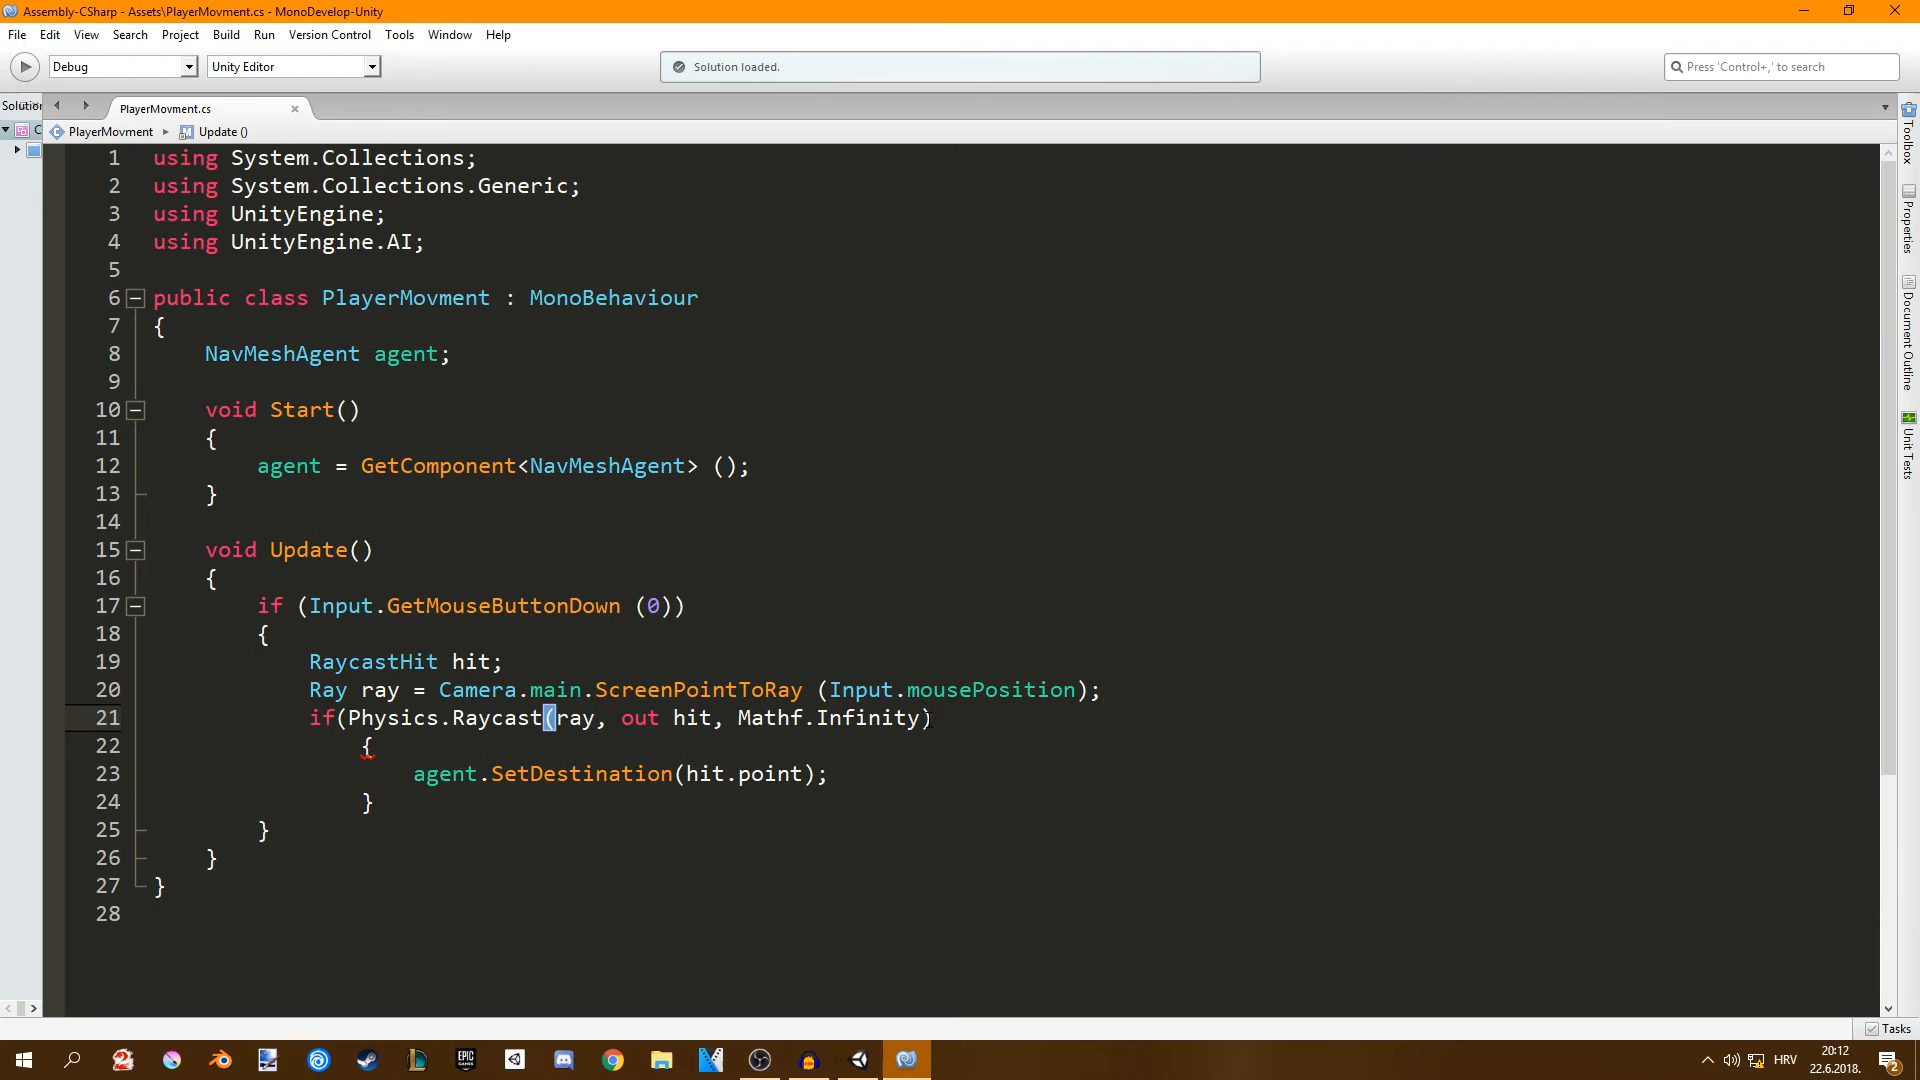 Assembly-CSharp - Assets\PlayerMovment.cs - MonoDevelop-Unity
File Edit View Search Project Build Run Version Control Tools Window Help
Debug Unity Editor Solution loaded. Press 'Control+,' to search
Solution PlayerMovment.cs
C PlayerMovment Update ()
1 using System.Collections;
2 using System.Collections.Generic;
3 using UnityEngine;
4 using UnityEngine.AI;
5
6 public class PlayerMovment : MonoBehaviour
7 {
8 NavMeshAgent agent;
9
10 void Start()
11 {
12 agent = GetComponent<NavMeshAgent> ();
13 }
14
15 void Update()
16 {
17 if (Input.GetMouseButtonDown (0))
18 {
19 RaycastHit hit;
20 Ray ray = Camera.main.ScreenPointToRay (Input.mousePosition);
21 if(Physics.Raycast(ray, out hit, Mathf.Infinity)
22 {
23 agent.SetDestination(hit.point);
24 }
25 }
26 }
27 }
28
Toolbox
Properties
Document Outline
Unit Tests
Tasks
EPIC GAMES
HRV
20:12
22.6.2018.
2